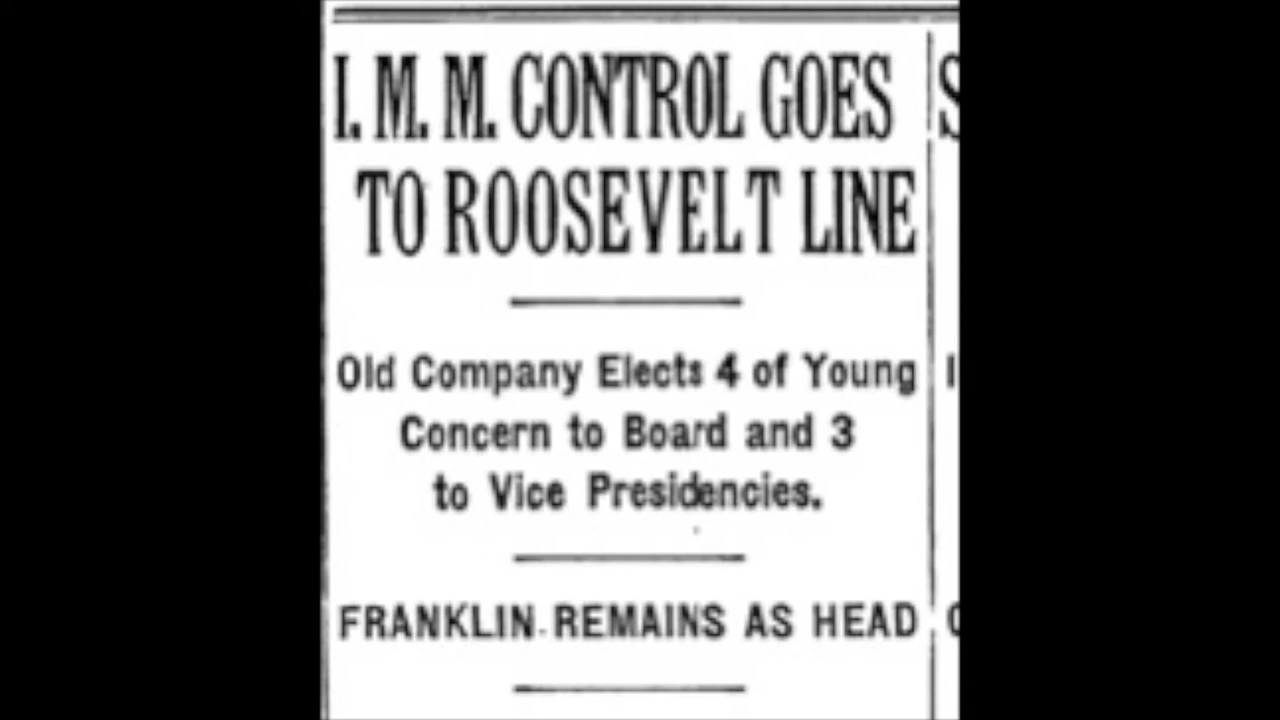 I. M. M. CONTROL GOES
TO ROOSEVELT LINE
Old Company Elects 4 of Young
Concern to Board and 3
to Vice Presidencies.
FRANKLIN REMAINS AS HEAD